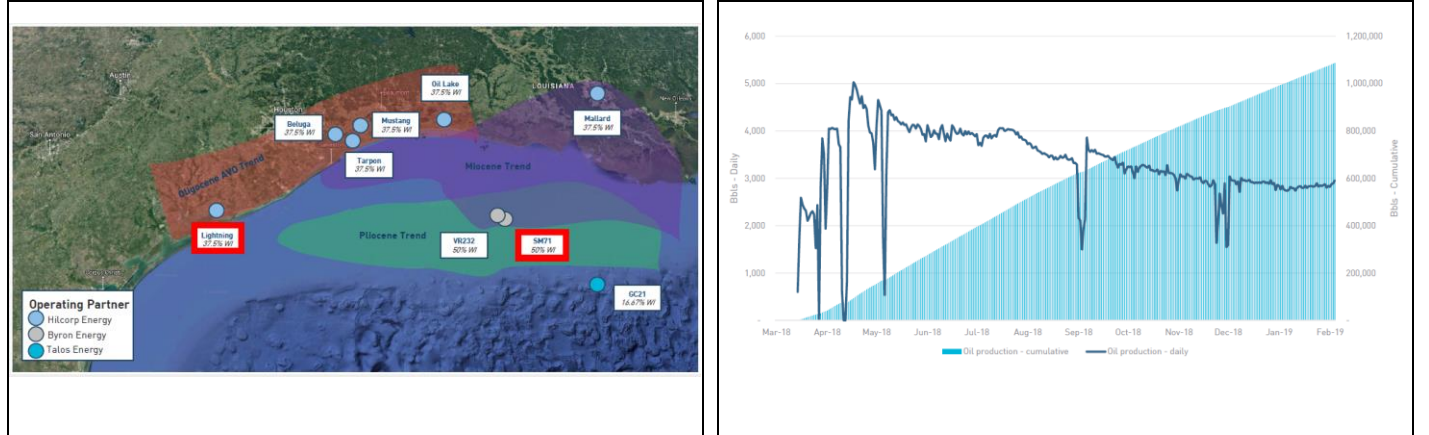 Austin
Houston
Beaumont
LOUISIANA
New Orleans
San Antonio
Oil Lake
37.5% WI
Mallard
37.5% WI
Beluga
37.5% WI
Mustang
37.5% WI
Tarpon
37.5% WI
Oligocene AVO Trend
Miocene Trend
Lightning
37.5% WI
Pliocene Trend
VR232
50% WI
SM71
50% WI
GC21
16.67% WI
Operating Partner
Hilcorp Energy
Byron Energy
Talos Energy
6,000
5,000
4,000
3,000
2,000
1,000
-
Bbls - Daily
1,200,000
1,000,000
800,000
600,000
400,000
200,000
-
Bbls - Cumulative
Mar-18 Apr-18 May-18 Jun-18 Jul-18 Aug-18 Sep-18 Oct-18 Nov-18 Dec-18 Jan-19 Feb-19
Oil production - cumulative Oil production - daily